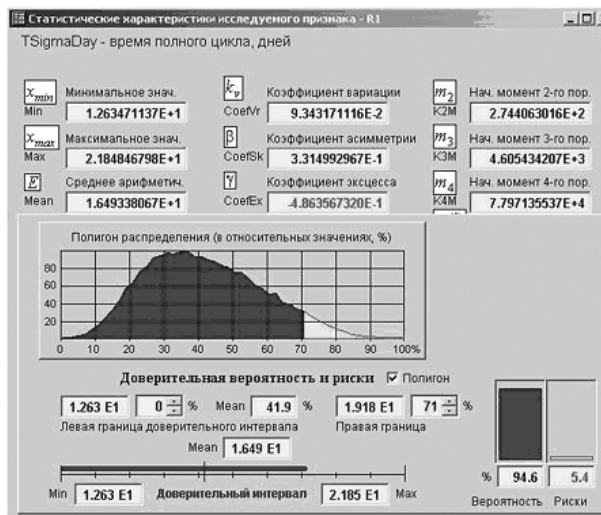 Статистические характеристики исследуемого признака - R1
TSigmaDay - время полного цикла, дней
xmin Минимальное знач.
Min 1.263471137E+1
kv Коэффициент вариации
CoefVr 9.343171116E-2
m2 Нач. момент 2-го пор.
K2M 2.744063016E+2
xmax Максимальное знач.
Max 2.184846798E+1
β Коэффициент асимметрии
CoefSk 3.314992967E-1
m3 Нач. момент 3-го пор.
K3M 4.605434207E+3
E Среднее арифметич.
Mean 1.649338067E+1
γ Коэффициент эксцесса
CoefEx -4.863567320E-1
m4 Нач. момент 4-го пор.
K4M 7.797135537E+4
Полигон распределения (в относительных значениях, %)
80
60
40
20
0 10 20 30 40 50 60 70 80 90 100%
Доверительная вероятность и риски Полигон
1.263 E1 0 % Mean 41.9 % 1.918 E1 71 %
Левая граница доверительного интервала Правая граница
Mean 1.649 E1
Min 1.263 E1 Доверительный интервал 2.185 E1 Max
% 94.6 5.4
Вероятность Риски